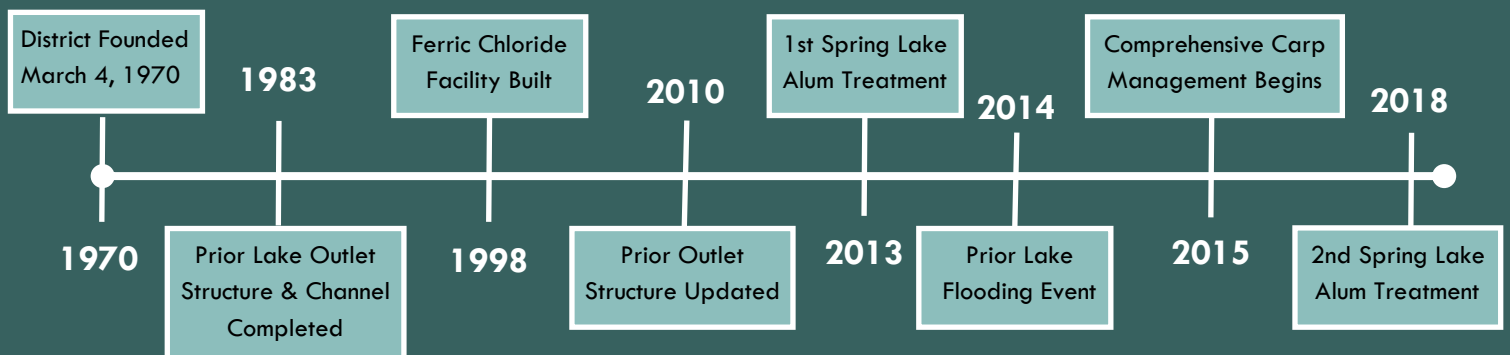 District Founded
March 4, 1970
1970
1983
Prior Lake Outlet
Structure & Channel
Completed
Ferric Chloride
Facility Built
1998
2010
Prior Outlet
Structure Updated
1st Spring Lake
Alum Treatment
2013
2014
Prior Lake
Flooding Event
Comprehensive Carp
Management Begins
2015
2018
2nd Spring Lake
Alum Treatment